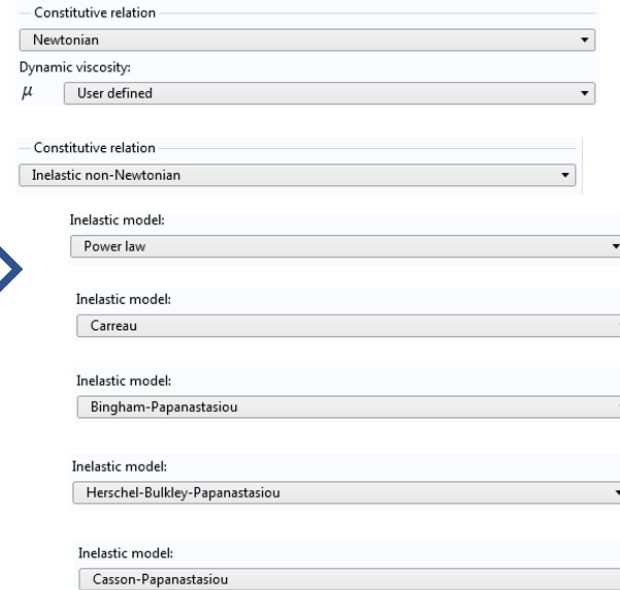 Constitutive relation
Newtonian
Dynamic viscosity:
μ User defined
Constitutive relation
Inelastic non-Newtonian
Inelastic model:
Power law
Inelastic model:
Carreau
Inelastic model:
Bingham-Papanastasiou
Inelastic model:
Herschel-Bulkley-Papanastasiou
Inelastic model:
Casson-Papanastasiou